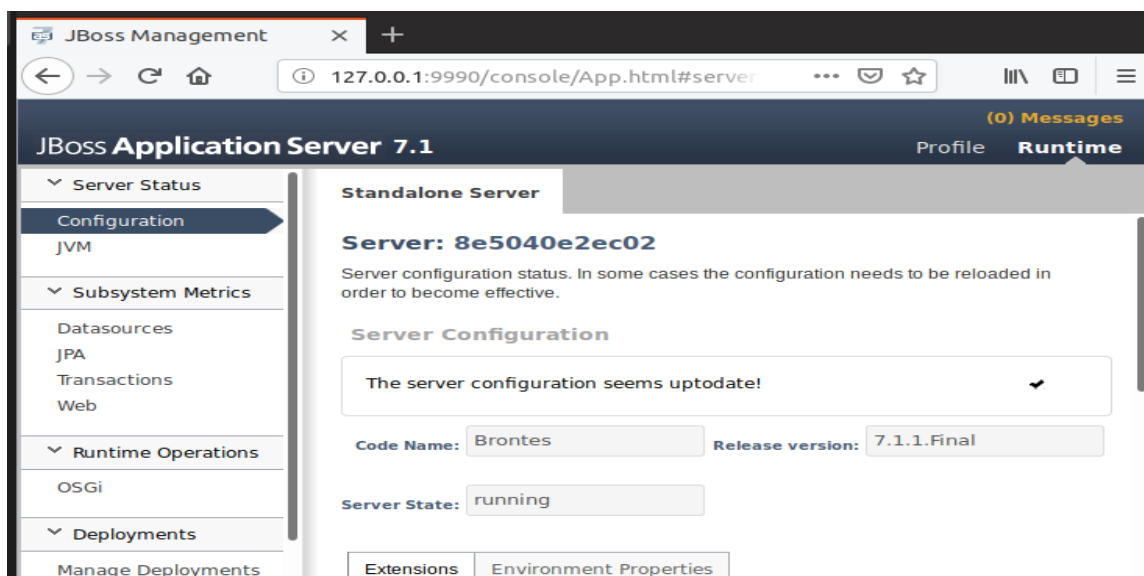 JBoss Management
127.0.0.1:9990/console/App.html#server
(0) Messages
JBoss Application Server 7.1
Profile Runtime
Server Status
Configuration
JVM
Subsystem Metrics
Datasources
JPA
Transactions
Web
Runtime Operations
OSGi
Deployments
Manage Deployments
Standalone Server
Server: 8e5040e2ec02
Server configuration status. In some cases the configuration needs to be reloaded in
order to become effective.
Server Configuration
The server configuration seems uptodate!
Code Name: Brontes Release version: 7.1.1.Final
Server State: running
Extensions Environment Properties